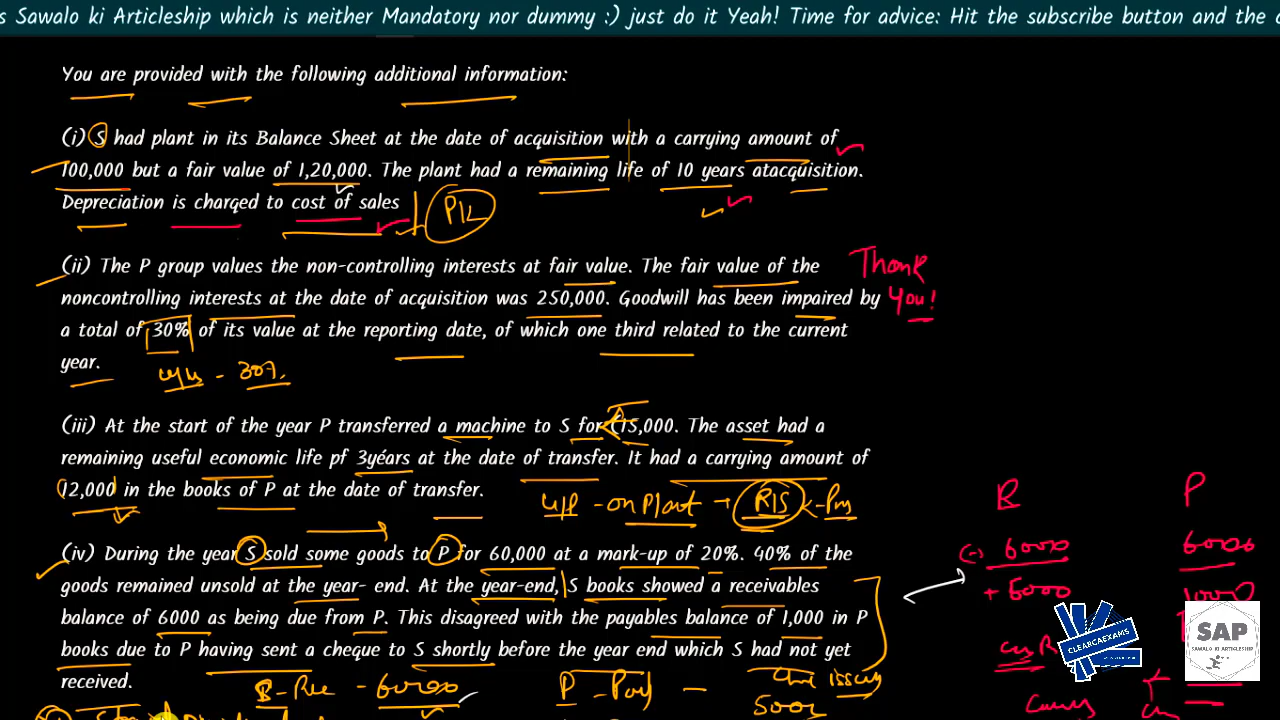 s Sawalo ki Articleship which is neither Mandatory nor dummy :) just do it Yeah! Time for advice: Hit the subscribe button and the
You are provided with the following additional information:
(i) S had plant in its Balance Sheet at the date of acquisition with a carrying amount of
100,000 but a fair value of 1,20,000. The plant had a remaining life of 10 years atacquisition.
Depreciation is charged to cost of sales
P/L
(ii) The P group values the non-controlling interests at fair value. The fair value of the
noncontrolling interests at the date of acquisition was 250,000. Goodwill has been impaired by
a total of 30% of its value at the reporting date, of which one third related to the current
year.
- 30%
Thank
You!
(iii) At the start of the year P transferred a machine to S for 15,000. The asset had a
remaining useful economic life pf 3years at the date of transfer. It had a carrying amount of
12,000 in the books of P at the date of transfer.
U/P - on Plant → R/S
(iv) During the year S sold some goods to P for 60,000 at a mark-up of 20%. 40% of the
goods remained unsold at the year- end. At the year-end, S books showed a receivables
balance of 6000 as being due from P. This disagreed with the payables balance of 1,000 in P
books due to P having sent a cheque to S shortly before the year end which S had not yet
received.
B - Rec - 6000
P - Pay -
5000
B P
(-) 6000 6000
+ 6000 1000
CLEARCAEXAMS
SAP
SAWALO KI ARTICLESHIP